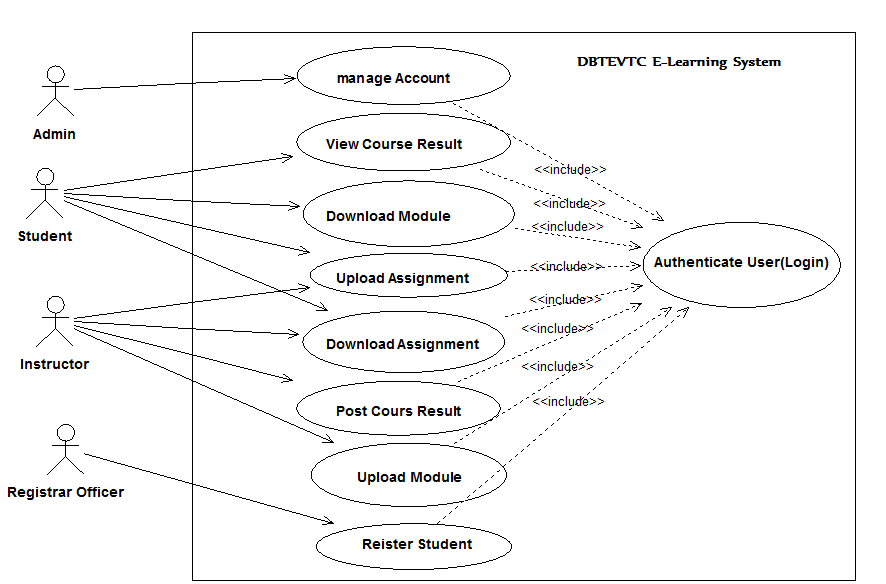 DBTEVTC E-Learning System
manage Account
Admin
View Course Result
<<include>>
<<include>>
Download Module
<<include>>
Student
Authenticate User(Login)
Upload Assignment
<<include>>
<<include>>
<<include>>
Download Assignment
Instructor
<<include>>
<<include>>
Post Cours Result
Upload Module
Registrar Officer
Reister Student